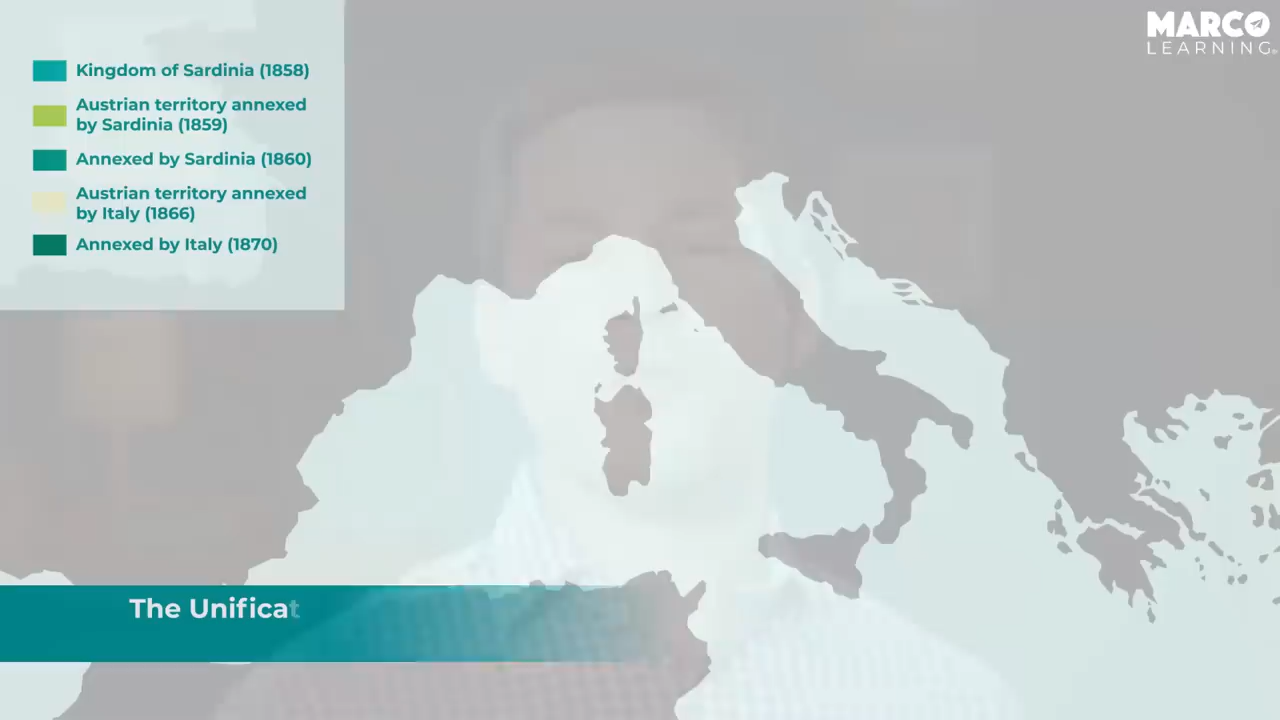 MARCO
LEARNING®
Kingdom of Sardinia (1858)
Austrian territory annexed
by Sardinia (1859)
Annexed by Sardinia (1860)
Austrian territory annexed
by Italy (1866)
Annexed by Italy (1870)
The Unificat